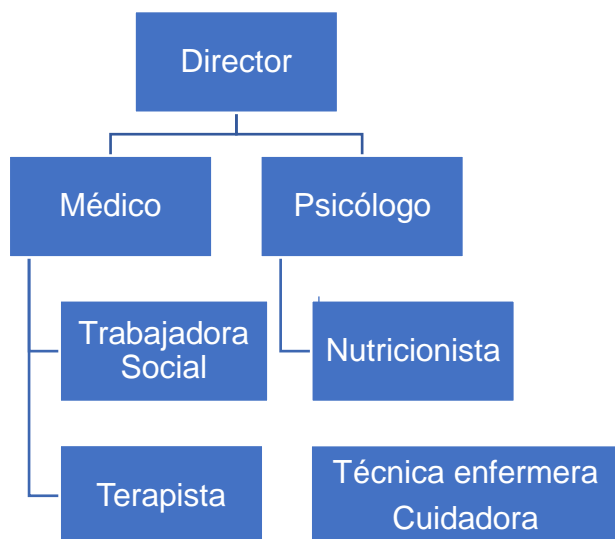 Director
Médico
Psicólogo
Trabajadora
Social
Nutricionista
Terapista
Técnica enfermera
Cuidadora